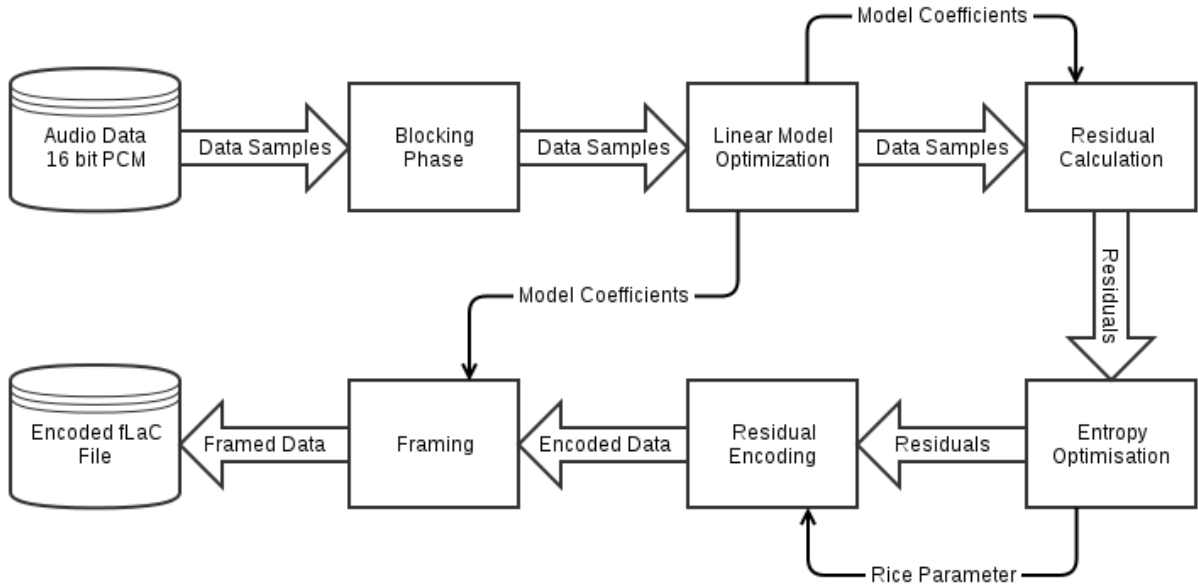 Model Coefficients
Audio Data
16 bit PCM
Data Samples
Blocking
Phase
Data Samples
Linear Model
Optimization
Data Samples
Residual
Calculation
Residuals
Model Coefficients
Encoded fLaC
File
Framed Data
Framing
Encoded Data
Residual
Encoding
Residuals
Entropy
Optimisation
Rice Parameter